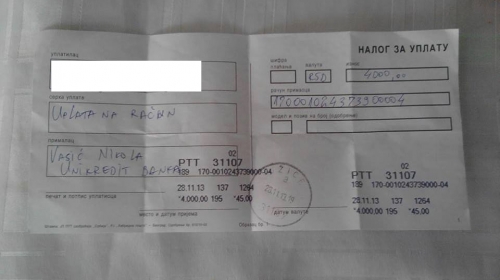 уплатилац
сврха уплате
UPLATA NA RAČUN
прималац
VASIĆ NIKOLA
UNIKREDIT BANKA
печат и потпис уплатиоца
место и датум пријема
НАЛОГ ЗА УПЛАТУ
шифра плаћања
валута
износ
RSD
4000,00
рачун примаоца
170001024373900004
модел и позив на број (одобрење)
датум валуте
02
PTT 31107
189 170-0010243739000-04
28.11.13 137 1264
*4.000,00 195 *45.00
02
PTT 31107
189 170-0010243739000-04
28.11.13 137 1264
*4.000,00 195 *45.00